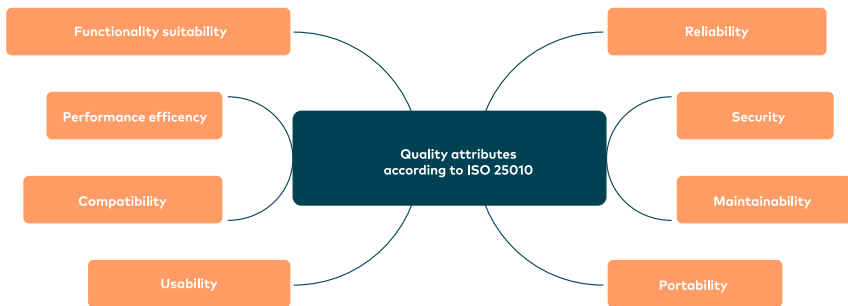 Functionality suitability
Reliability
Performance efficency
Security
Quality attributes
according to ISO 25010
Compatibility
Maintainability
Usability
Portability